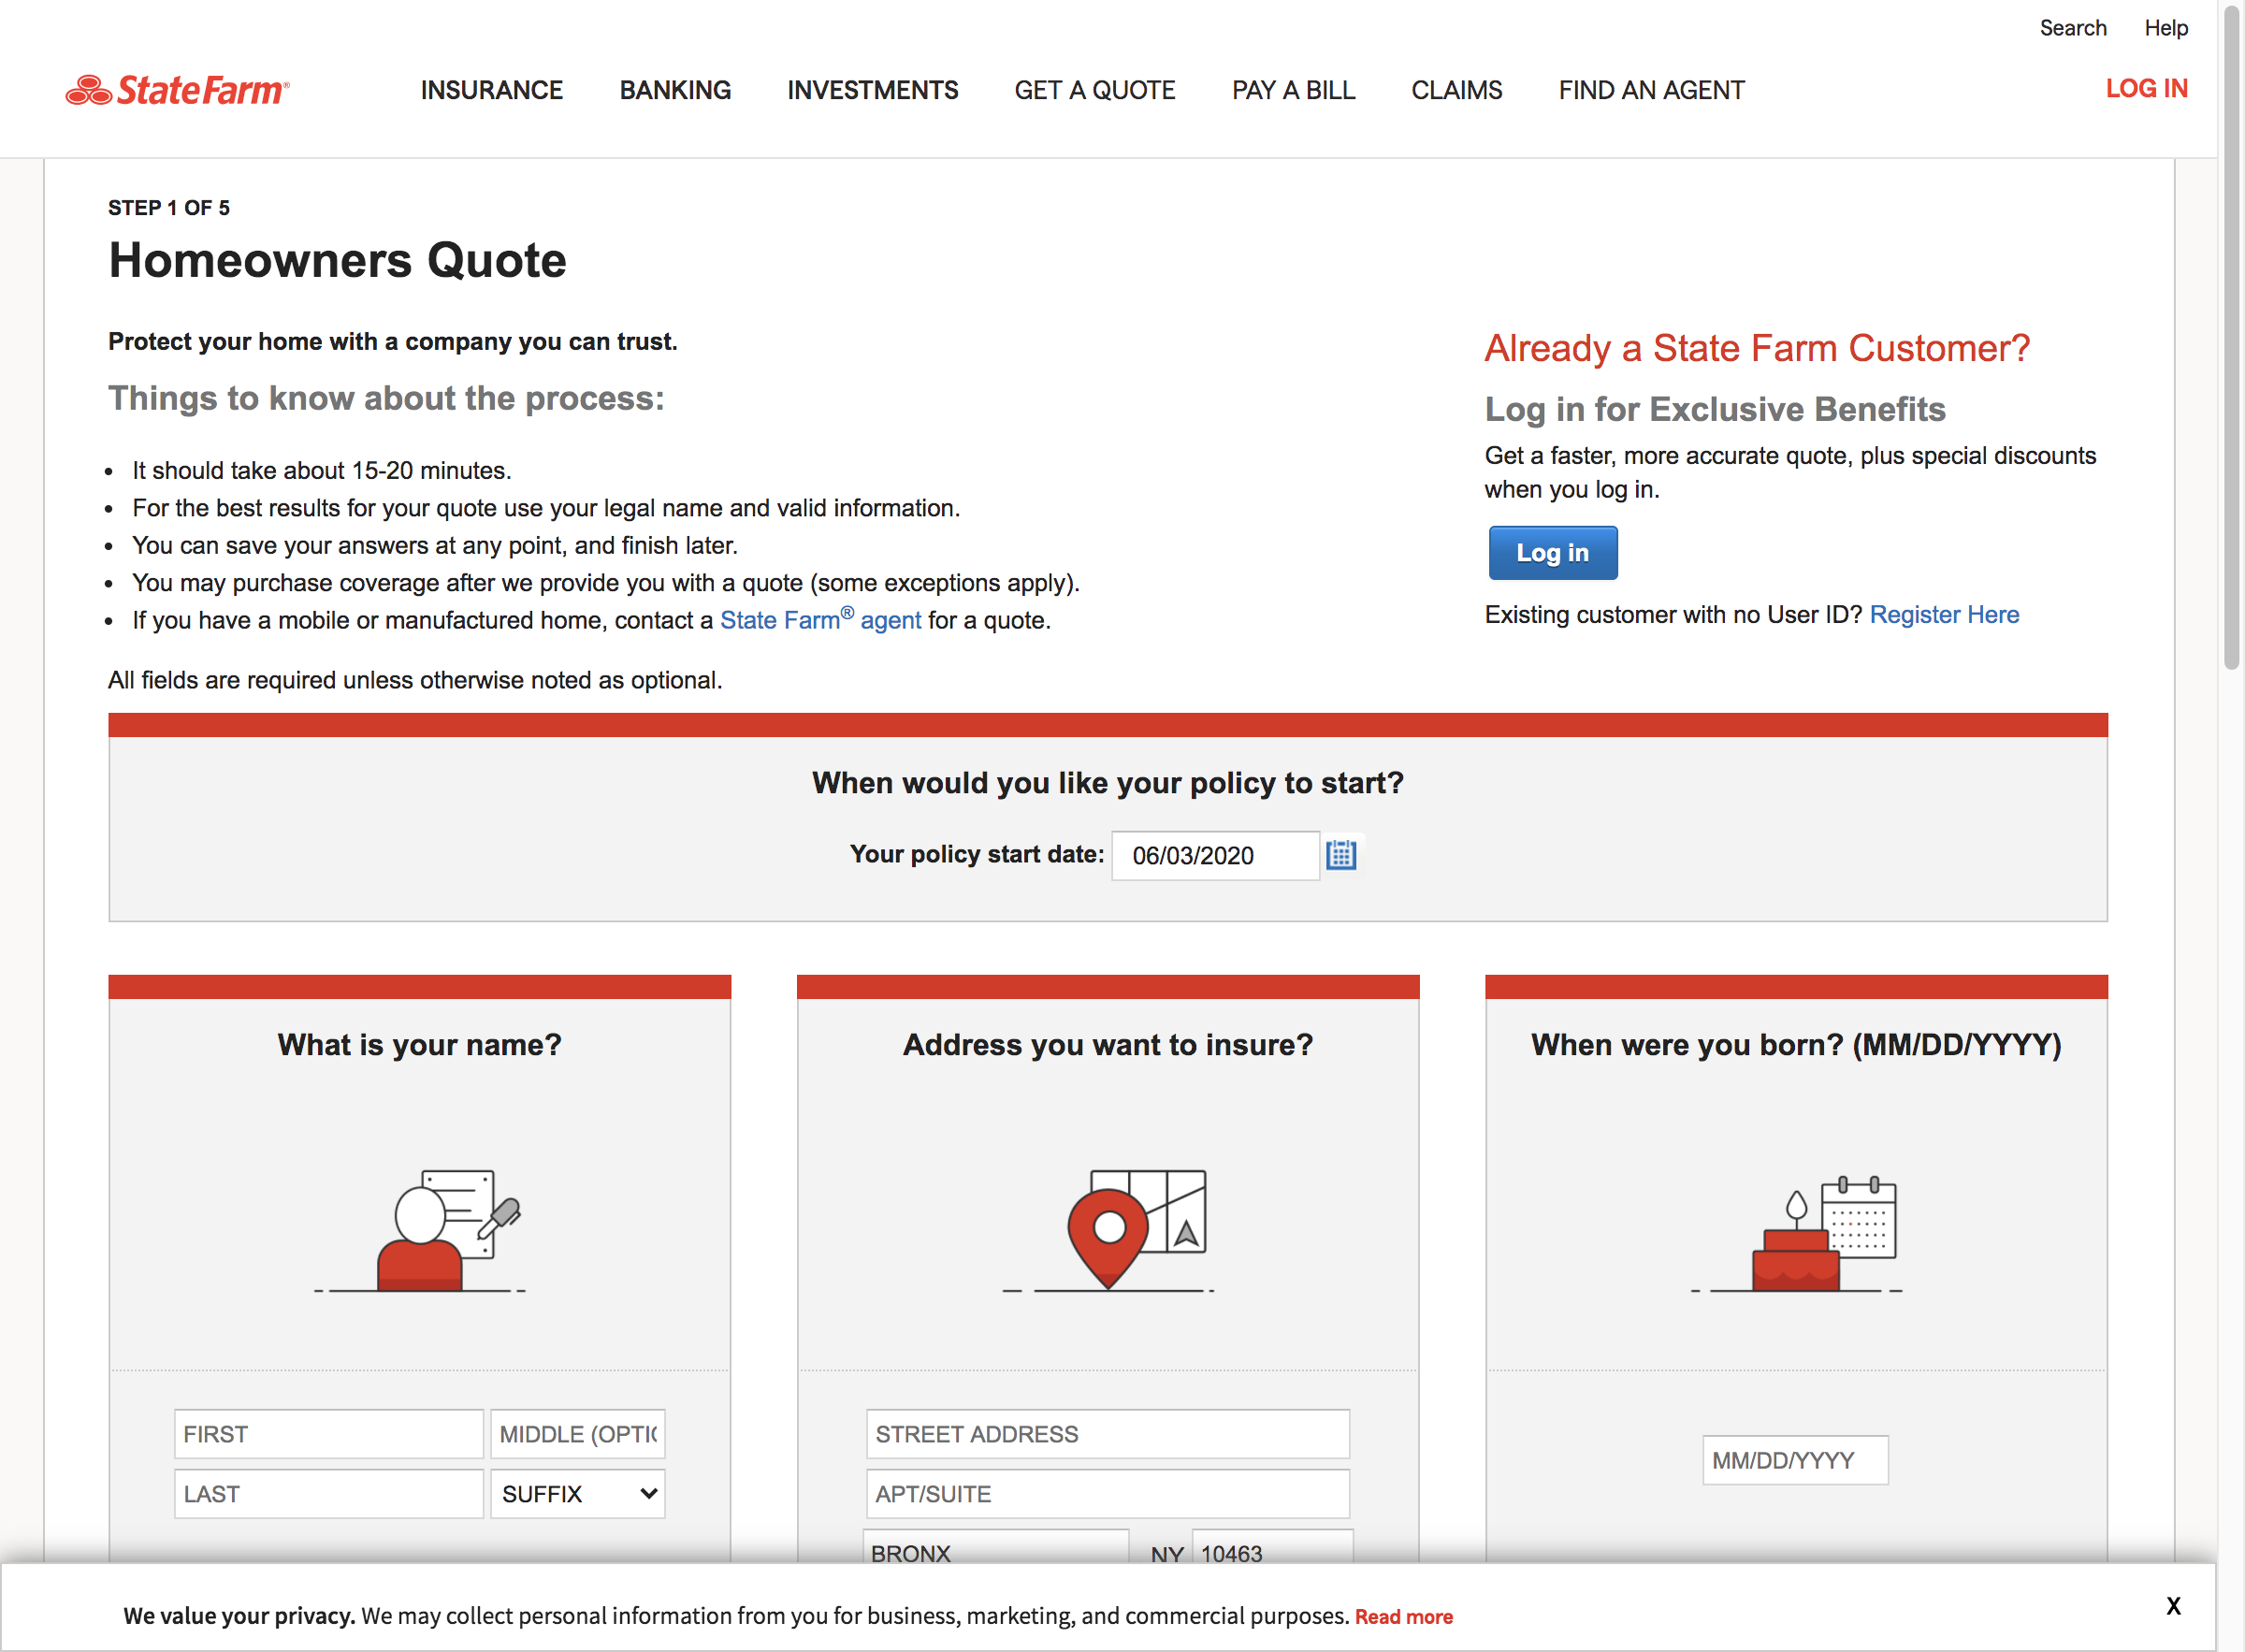 Search Help
State Farm®
INSURANCE BANKING INVESTMENTS GET A QUOTE PAY A BILL CLAIMS FIND AN AGENT LOG IN
STEP 1 OF 5
Homeowners Quote
Protect your home with a company you can trust.
Things to know about the process:
• It should take about 15-20 minutes.
• For the best results for your quote use your legal name and valid information.
• You can save your answers at any point, and finish later.
• You may purchase coverage after we provide you with a quote (some exceptions apply).
• If you have a mobile or manufactured home, contact a State Farm® agent for a quote.
All fields are required unless otherwise noted as optional.
Already a State Farm Customer?
Log in for Exclusive Benefits
Get a faster, more accurate quote, plus special discounts
when you log in.
Log in
Existing customer with no User ID? Register Here
When would you like your policy to start?
Your policy start date: 06/03/2020
What is your name?
FIRST MIDDLE (OPTIO
LAST SUFFIX
Address you want to insure?
STREET ADDRESS
APT/SUITE
BRONX NY 10463
When were you born? (MM/DD/YYYY)
MM/DD/YYYY
We value your privacy. We may collect personal information from you for business, marketing, and commercial purposes. Read more
X